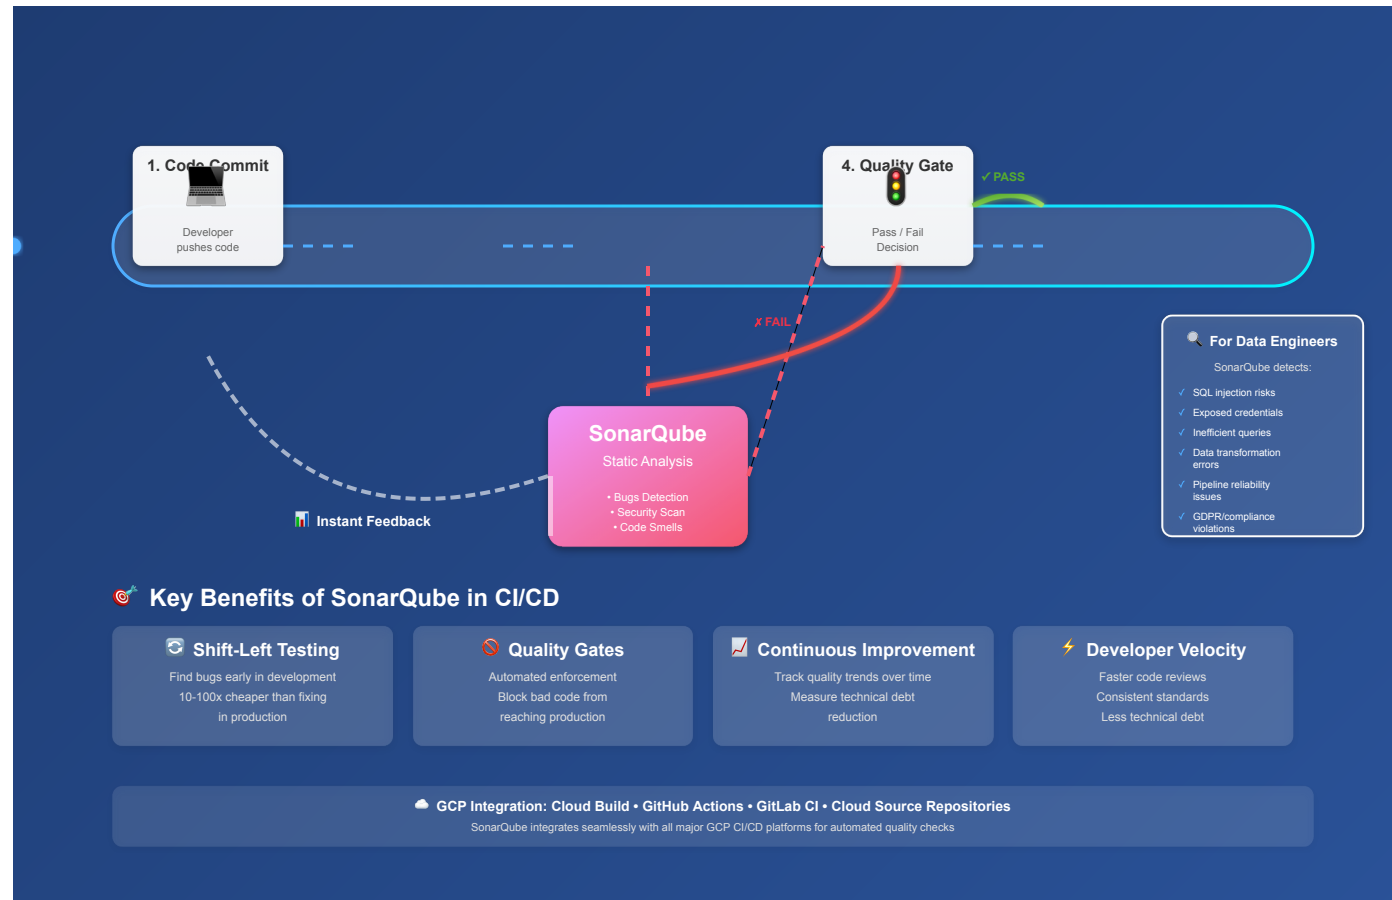 1. Code Commit
Developer
pushes code
4. Quality Gate
Pass / Fail
Decision
✓ PASS
✗ FAIL
🔍 For Data Engineers
SonarQube detects:
✓ SQL injection risks
✓ Exposed credentials
✓ Inefficient queries
✓ Data transformation
errors
✓ Pipeline reliability
issues
✓ GDPR/compliance
violations
SonarQube
Static Analysis
• Bugs Detection
• Security Scan
• Code Smells
📊 Instant Feedback
🎯 Key Benefits of SonarQube in CI/CD
🔄 Shift-Left Testing
Find bugs early in development
10-100x cheaper than fixing
in production
🚫 Quality Gates
Automated enforcement
Block bad code from
reaching production
📈 Continuous Improvement
Track quality trends over time
Measure technical debt
reduction
⚡ Developer Velocity
Faster code reviews
Consistent standards
Less technical debt
☁️ GCP Integration: Cloud Build • GitHub Actions • GitLab CI • Cloud Source Repositories
SonarQube integrates seamlessly with all major GCP CI/CD platforms for automated quality checks